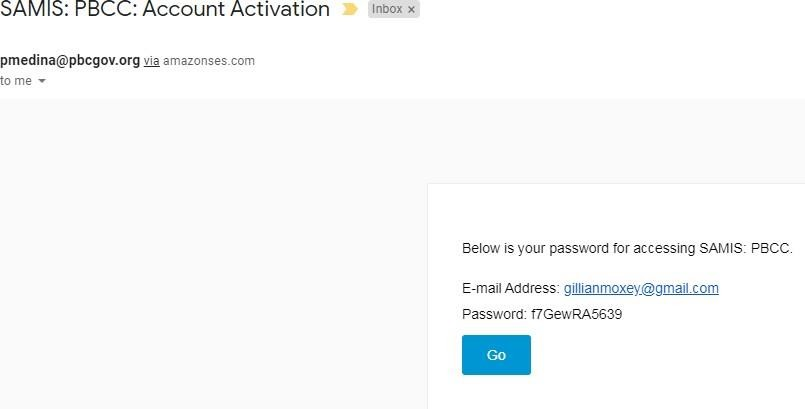 SAMIS: PBCC: Account Activation Inbox ×
pmedina@pbcgov.org via amazonses.com
to me
Below is your password for accessing SAMIS: PBCC.
E-mail Address: gillianmoxey@gmail.com
Password: f7GewRA5639
Go